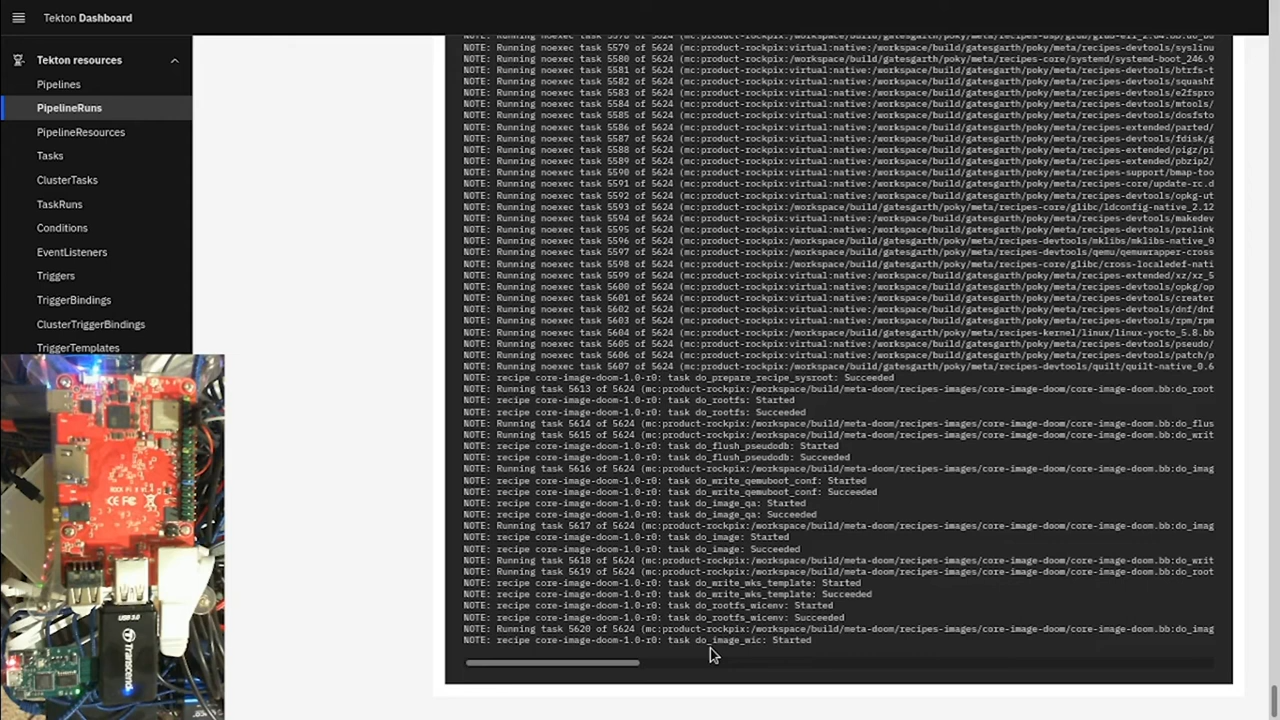 Tekton Dashboard
Tekton resources
Pipelines
PipelineRuns
PipelineResources
Tasks
ClusterTasks
TaskRuns
Conditions
EventListeners
Triggers
TriggerBindings
ClusterTriggerBindings
TriggerTemplates
NOTE: Running noexec task 5579 of 5624 (mc:product-rockpix:virtual:native:/workspace/build/gatesgarth/poky/meta/recipes-devtools/syslinu
NOTE: Running noexec task 5580 of 5624 (mc:product-rockpix:/workspace/build/gatesgarth/poky/meta/recipes-core/systemd/systemd-boot_246.9
NOTE: Running noexec task 5581 of 5624 (mc:product-rockpix:virtual:native:/workspace/build/gatesgarth/poky/meta/recipes-devtools/btrfs-t
NOTE: Running noexec task 5582 of 5624 (mc:product-rockpix:virtual:native:/workspace/build/gatesgarth/poky/meta/recipes-devtools/squashf
NOTE: Running noexec task 5583 of 5624 (mc:product-rockpix:virtual:native:/workspace/build/gatesgarth/poky/meta/recipes-devtools/e2fspro
NOTE: Running noexec task 5584 of 5624 (mc:product-rockpix:virtual:native:/workspace/build/gatesgarth/poky/meta/recipes-devtools/mtools/
NOTE: Running noexec task 5585 of 5624 (mc:product-rockpix:virtual:native:/workspace/build/gatesgarth/poky/meta/recipes-devtools/dosfsto
NOTE: Running noexec task 5586 of 5624 (mc:product-rockpix:virtual:native:/workspace/build/gatesgarth/poky/meta/recipes-extended/parted/
NOTE: Running noexec task 5587 of 5624 (mc:product-rockpix:virtual:native:/workspace/build/gatesgarth/poky/meta/recipes-devtools/fdisk/g
NOTE: Running noexec task 5588 of 5624 (mc:product-rockpix:virtual:native:/workspace/build/gatesgarth/poky/meta/recipes-extended/pigz/pi
NOTE: Running noexec task 5589 of 5624 (mc:product-rockpix:virtual:native:/workspace/build/gatesgarth/poky/meta/recipes-extended/pbzip2/
NOTE: Running noexec task 5590 of 5624 (mc:product-rockpix:virtual:native:/workspace/build/gatesgarth/poky/meta/recipes-support/bmap-too
NOTE: Running noexec task 5591 of 5624 (mc:product-rockpix:virtual:native:/workspace/build/gatesgarth/poky/meta/recipes-core/update-rc.d
NOTE: Running noexec task 5592 of 5624 (mc:product-rockpix:virtual:native:/workspace/build/gatesgarth/poky/meta/recipes-devtools/opkg-ut
NOTE: Running noexec task 5593 of 5624 (mc:product-rockpix:/workspace/build/gatesgarth/poky/meta/recipes-core/glibc/ldconfig-native_2.12
NOTE: Running noexec task 5594 of 5624 (mc:product-rockpix:virtual:native:/workspace/build/gatesgarth/poky/meta/recipes-devtools/makedev
NOTE: Running noexec task 5595 of 5624 (mc:product-rockpix:virtual:native:/workspace/build/gatesgarth/poky/meta/recipes-devtools/prelink
NOTE: Running noexec task 5596 of 5624 (mc:product-rockpix:/workspace/build/gatesgarth/poky/meta/recipes-devtools/mklibs/mklibs-native_0
NOTE: Running noexec task 5597 of 5624 (mc:product-rockpix:/workspace/build/gatesgarth/poky/meta/recipes-devtools/qemu/qemuwrapper-cross
NOTE: Running noexec task 5598 of 5624 (mc:product-rockpix:/workspace/build/gatesgarth/poky/meta/recipes-core/glibc/cross-localedef-nati
NOTE: Running noexec task 5599 of 5624 (mc:product-rockpix:virtual:native:/workspace/build/gatesgarth/poky/meta/recipes-extended/xz/xz_5
NOTE: Running noexec task 5600 of 5624 (mc:product-rockpix:virtual:native:/workspace/build/gatesgarth/poky/meta/recipes-devtools/opkg/op
NOTE: Running noexec task 5601 of 5624 (mc:product-rockpix:virtual:native:/workspace/build/gatesgarth/poky/meta/recipes-devtools/creater
NOTE: Running noexec task 5602 of 5624 (mc:product-rockpix:virtual:native:/workspace/build/gatesgarth/poky/meta/recipes-devtools/dnf/dnf
NOTE: Running noexec task 5603 of 5624 (mc:product-rockpix:virtual:native:/workspace/build/gatesgarth/poky/meta/recipes-devtools/rpm/rpm
NOTE: Running noexec task 5604 of 5624 (mc:product-rockpix:/workspace/build/gatesgarth/poky/meta/recipes-kernel/linux/linux-yocto_5.8.bb
NOTE: Running noexec task 5605 of 5624 (mc:product-rockpix:virtual:native:/workspace/build/gatesgarth/poky/meta/recipes-devtools/pseudo/
NOTE: Running noexec task 5606 of 5624 (mc:product-rockpix:virtual:native:/workspace/build/gatesgarth/poky/meta/recipes-devtools/patch/p
NOTE: Running noexec task 5607 of 5624 (mc:product-rockpix:virtual:native:/workspace/build/gatesgarth/poky/meta/recipes-devtools/quilt/quilt-native_0.6
NOTE: recipe core-image-doom-1.0-r0: task do_prepare_recipe_sysroot: Succeeded
NOTE: Running task 5613 of 5624 (mc:product-rockpix:/workspace/build/meta-doom/recipes-images/core-image-doom.bb:do_root
NOTE: recipe core-image-doom-1.0-r0: task do_rootfs: Started
NOTE: recipe core-image-doom-1.0-r0: task do_rootfs: Succeeded
NOTE: Running task 5614 of 5624 (mc:product-rockpix:/workspace/build/meta-doom/recipes-images/core-image-doom.bb:do_flus
NOTE: Running task 5615 of 5624 (mc:product-rockpix:/workspace/build/meta-doom/recipes-images/core-image-doom.bb:do_writ
NOTE: recipe core-image-doom-1.0-r0: task do_flush_pseudodb: Started
NOTE: recipe core-image-doom-1.0-r0: task do_flush_pseudodb: Succeeded
NOTE: Running task 5616 of 5624 (mc:product-rockpix:/workspace/build/meta-doom/recipes-images/core-image-doom.bb:do_imag
NOTE: recipe core-image-doom-1.0-r0: task do_write_qemuboot_conf: Started
NOTE: recipe core-image-doom-1.0-r0: task do_write_qemuboot_conf: Succeeded
NOTE: recipe core-image-doom-1.0-r0: task do_image_qa: Started
NOTE: recipe core-image-doom-1.0-r0: task do_image_qa: Succeeded
NOTE: Running task 5617 of 5624 (mc:product-rockpix:/workspace/build/meta-doom/recipes-images/core-image-doom.bb:do_imag
NOTE: recipe core-image-doom-1.0-r0: task do_image: Started
NOTE: recipe core-image-doom-1.0-r0: task do_image: Succeeded
NOTE: Running task 5618 of 5624 (mc:product-rockpix:/workspace/build/meta-doom/recipes-images/core-image-doom.bb:do_writ
NOTE: Running task 5619 of 5624 (mc:product-rockpix:/workspace/build/meta-doom/recipes-images/core-image-doom.bb:do_root
NOTE: recipe core-image-doom-1.0-r0: task do_write_wks_template: Started
NOTE: recipe core-image-doom-1.0-r0: task do_write_wks_template: Succeeded
NOTE: recipe core-image-doom-1.0-r0: task do_rootfs_wicenv: Started
NOTE: recipe core-image-doom-1.0-r0: task do_rootfs_wicenv: Succeeded
NOTE: Running task 5620 of 5624 (mc:product-rockpix:/workspace/build/meta-doom/recipes-images/core-image-doom.bb:do_imag
NOTE: recipe core-image-doom-1.0-r0: task do_image_wic: Started
ROCK PI X V1.4
CE FC
USB 3.0
Transcend